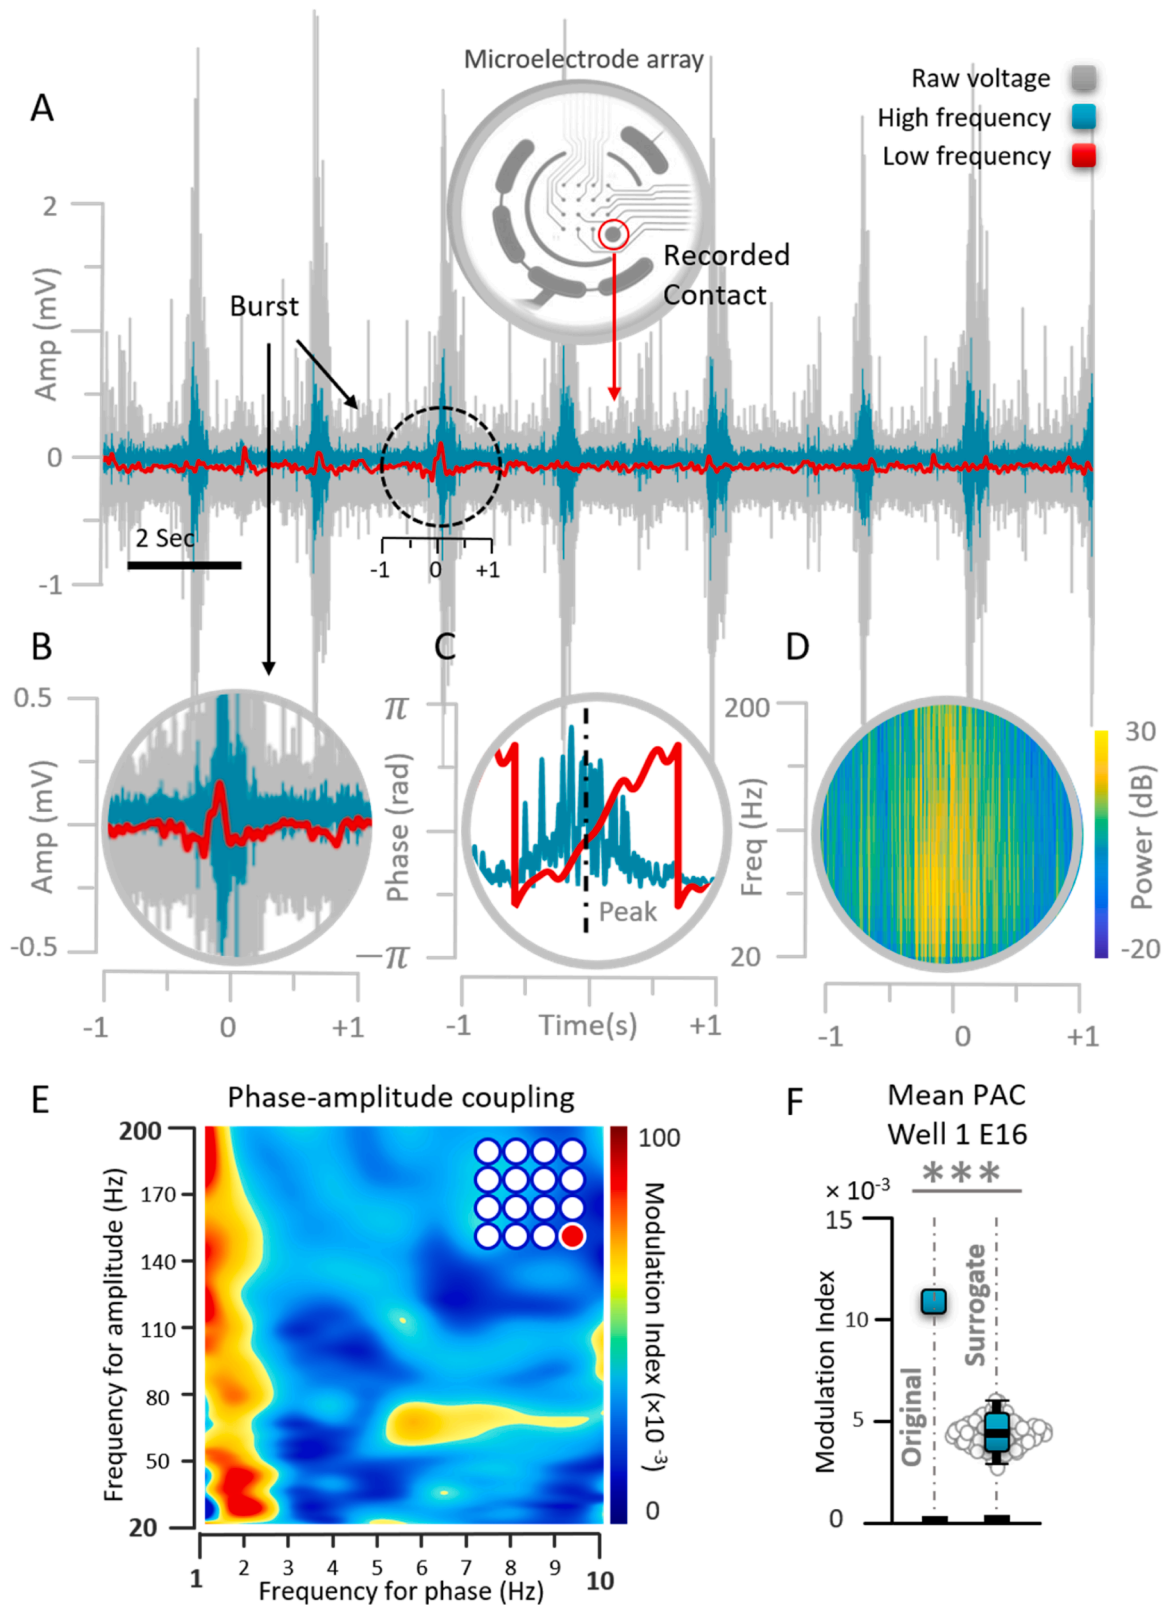 Microelectrode array
Raw voltage
High frequency
Low frequency
A
2
Recorded
Contact
Burst
Amp (mV)
0
2 Sec
-1 0 +1
-1
B
C
D
0.5
Amp (mV)
-0.5
-1 0 +1
π
Phase (rad)
−π
Peak
-1 Time(s) +1
200
Freq (Hz)
20
30
Power (dB)
-20
-1 0 +1
E
Phase-amplitude coupling
200
170
140
110
80
50
20
Frequency for amplitude (Hz)
1 2 3 4 5 6 7 8 9 10
Frequency for phase (Hz)
100
Modulation Index (×10 -3)
0
F
Mean PAC
Well 1 E16
***
× 10-3
15
10
5
0
Modulation Index
Original
Surrogate